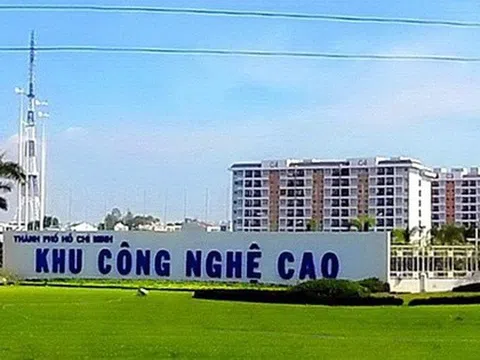 THÀNH PHỐ HỒ CHÍ MINH
KHU CÔNG NGHỆ CAO